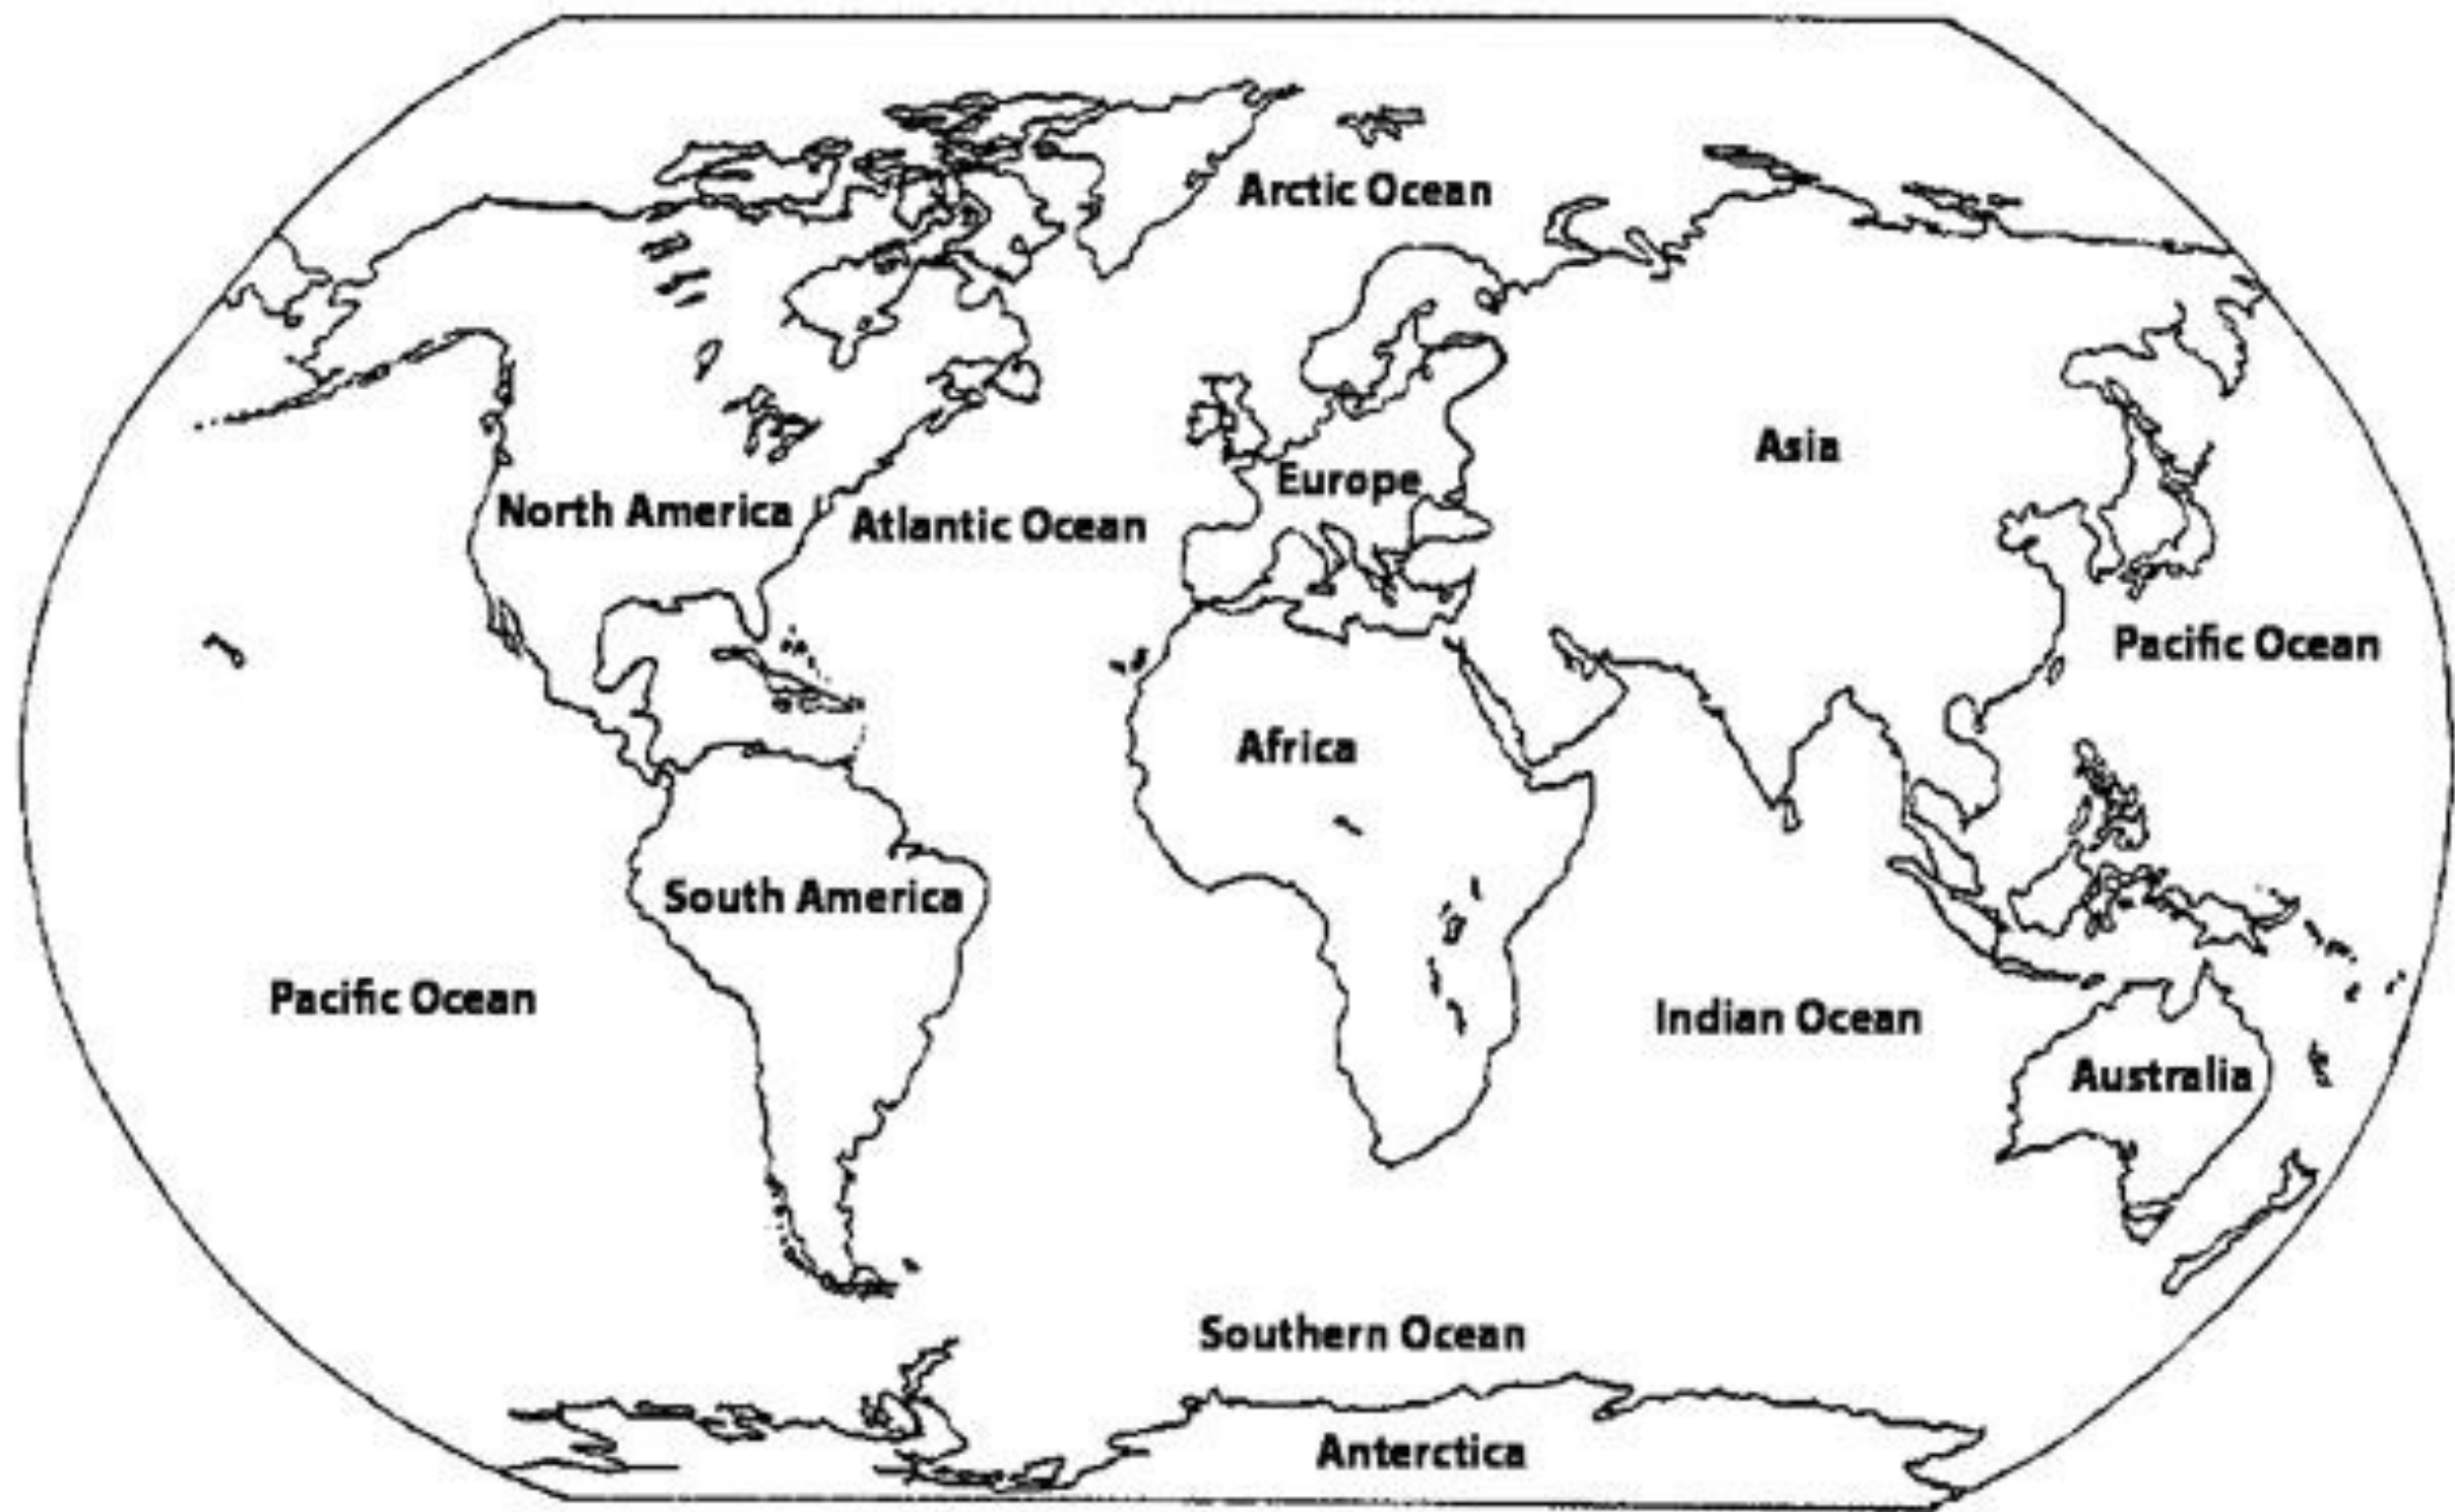 Arctic Ocean
Asia
Europe
North America
Atlantic Ocean
Pacific Ocean
Africa
South America
Pacific Ocean
Indian Ocean
Australia
Southern Ocean
Anterctica